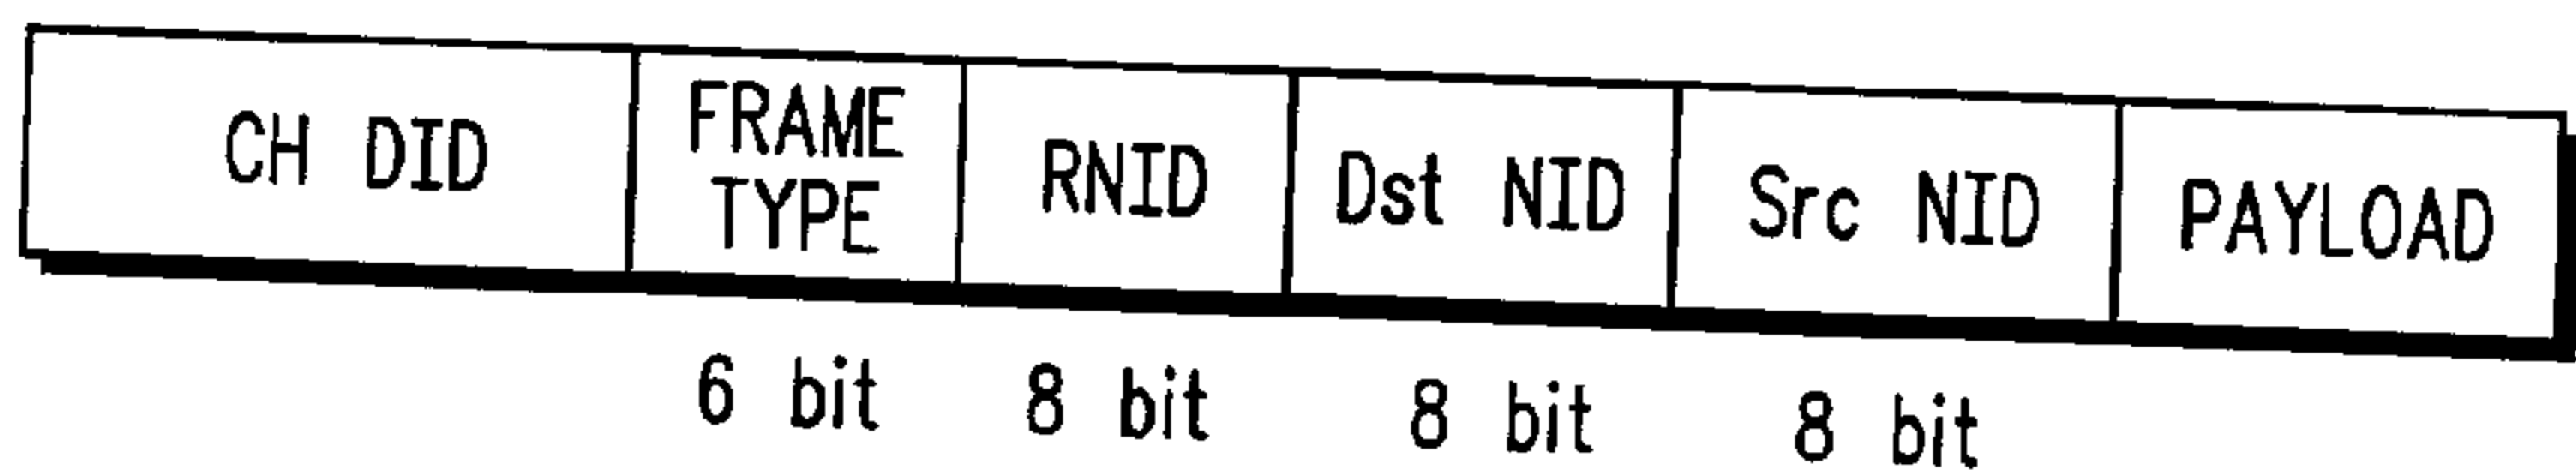 CH DID
FRAME
TYPE
RNID
Dst NID
Src NID
PAYLOAD
6 bit
8 bit
8 bit
8 bit